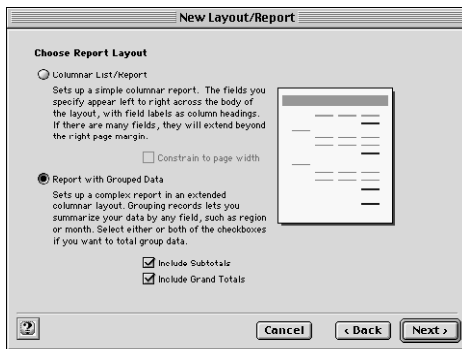 New Layout/Report
Choose Report Layout
Columnar List/Report
Sets up a simple columnar report. The fields you
specify appear left to right across the body of
the layout, with field labels as column headings.
If there are many fields, they will extend beyond
the right page margin.
Constrain to page width
Report with Grouped Data
Sets up a complex report in an extended
columnar layout. Grouping records lets you
summarize your data by any field, such as region
or month. Select either or both of the checkboxes
if you want to total group data.
Include Subtotals
Include Grand Totals
? Cancel < Back Next >